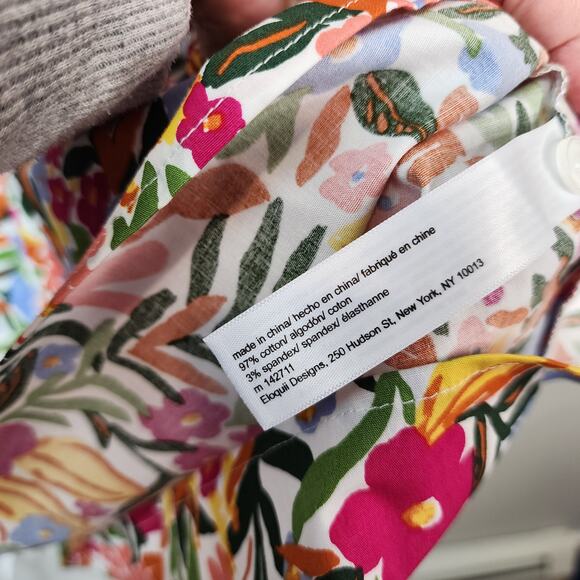 made in china/ hecho en china/ fabriqué en chine
97% cotton/ algodón/ coton
3% spandex/ spandex/ élasthanne
m 142711
Eloquii Designs, 250 Hudson St, New York, NY 10013